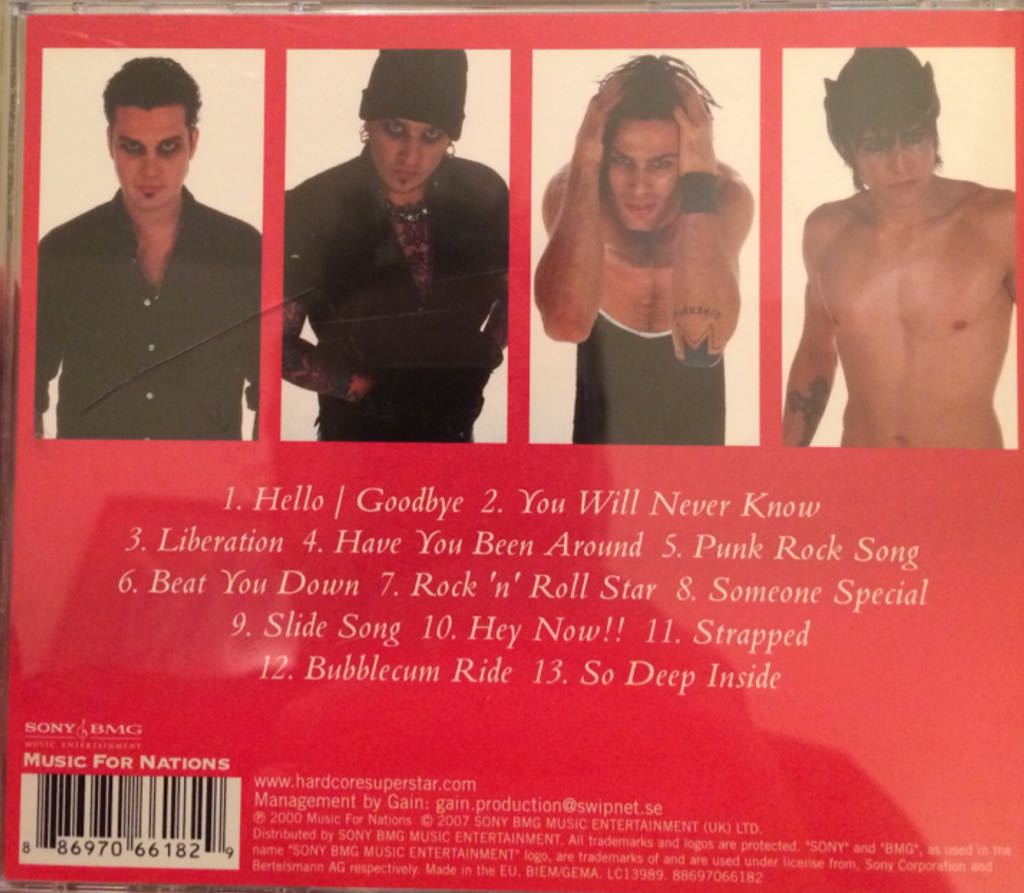 1. Hello | Goodbye 2. You Will Never Know
3. Liberation 4. Have You Been Around 5. Punk Rock Song
6. Beat You Down 7. Rock 'n' Roll Star 8. Someone Special
9. Slide Song 10. Hey Now!! 11. Strapped
12. Bubblecum Ride 13. So Deep Inside
SONY BMG
MUSIC ENTERTAINMENT
MUSIC FOR NATIONS
8 86970 66182 9
www.hardcoresuperstar.com
Management by Gain: gain.production@swipnet.se
℗ 2000 Music For Nations © 2007 SONY BMG MUSIC ENTERTAINMENT (UK) LTD.
Distributed by SONY BMG MUSIC ENTERTAINMENT. All trademarks and logos are protected. "SONY" and "BMG", as used in the
name "SONY BMG MUSIC ENTERTAINMENT" logo, are trademarks of and are used under license from, Sony Corporation and
Bertelsmann AG respectively. Made in the EU. BIEM/GEMA. LC13989. 88697066182